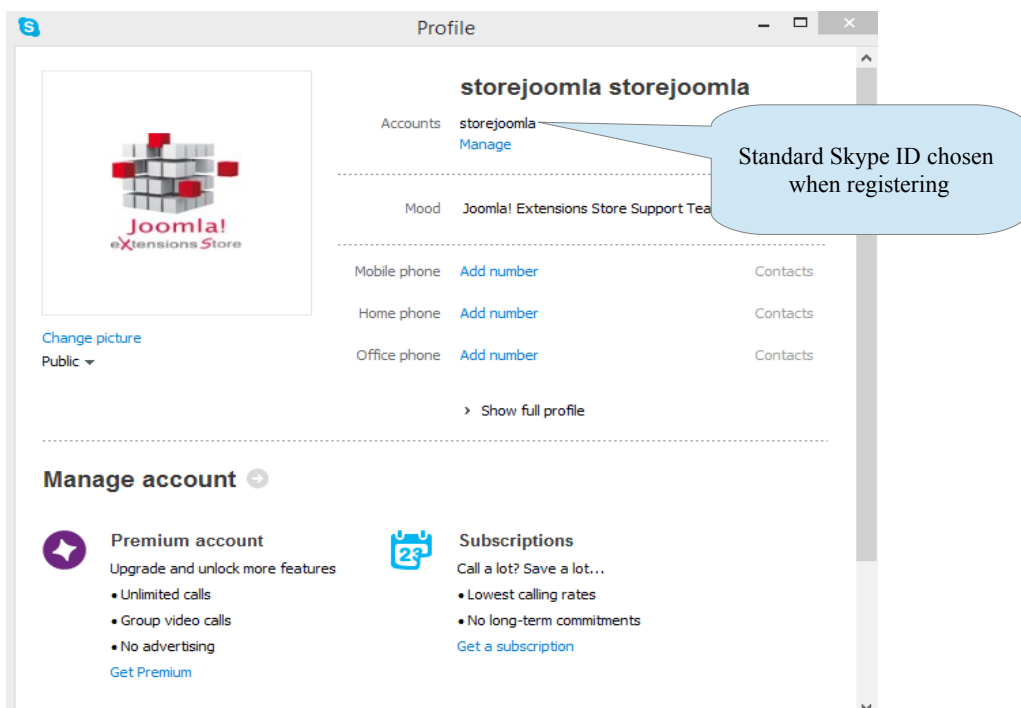 Profile
storejoomla storejoomla
Accounts storejoomla
Manage
Standard Skype ID chosen
when registering
Mood Joomla! Extensions Store Support Tea
Joomla!
eXtensions Store
Mobile phone Add number Contacts
Home phone Add number Contacts
Change picture
Public
Office phone Add number Contacts
Show full profile
Manage account
23
Premium account
Upgrade and unlock more features
• Unlimited calls
• Group video calls
• No advertising
Get Premium
Subscriptions
Call a lot? Save a lot...
• Lowest calling rates
• No long-term commitments
Get a subscription